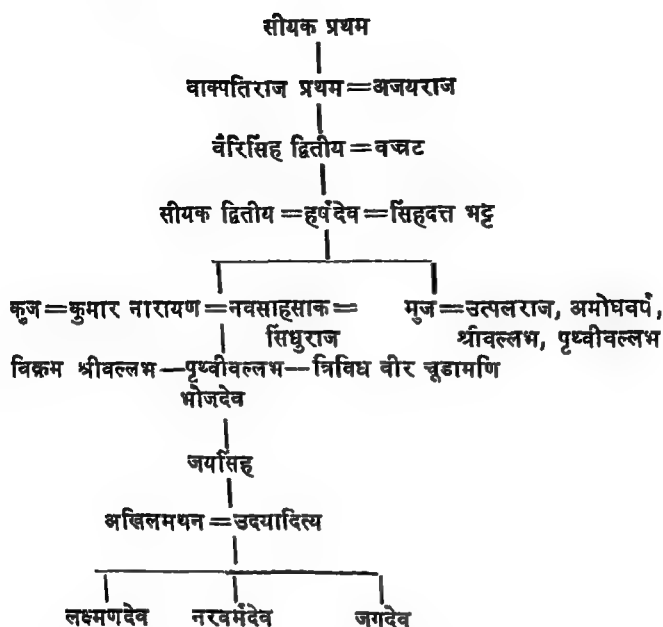 सीयक प्रथम
वाक्पतिराज प्रथम = अजयराज
वैरिसिंह द्वितीय = वज्रट
सीयक द्वितीय = हर्षदेव = सिंहदत्त भट्ट
कुज = कुमार नारायण = नवसाहसाक = मुज = उत्पलराज, अमोघवर्ष,
सिंधुराज श्रीवल्लभ, पृथ्वीवल्लभ
विक्रम श्रीवल्लभ — पृथ्वीवल्लभ — त्रिविध वीर चूडामणि
भोजदेव
जयसिंह
अखिलमथन = उदयादित्य
लक्ष्मणदेव नरवर्मदेव जगदेव